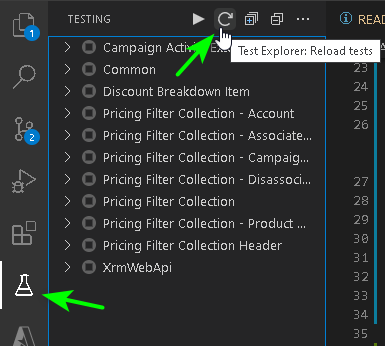 TESTING
READ
Campaign Activi
Test Explorer: Reload tests
Common
Discount Breakdown Item
Pricing Filter Collection - Account
Pricing Filter Collection - Associate...
Pricing Filter Collection - Campaig...
Pricing Filter Collection - Disassoci...
Pricing Filter Collection
Pricing Filter Collection - Product ...
Pricing Filter Collection Header
XrmWebApi
1
2
23
24
25
26
27
28
29
30
31
32
33
34
35